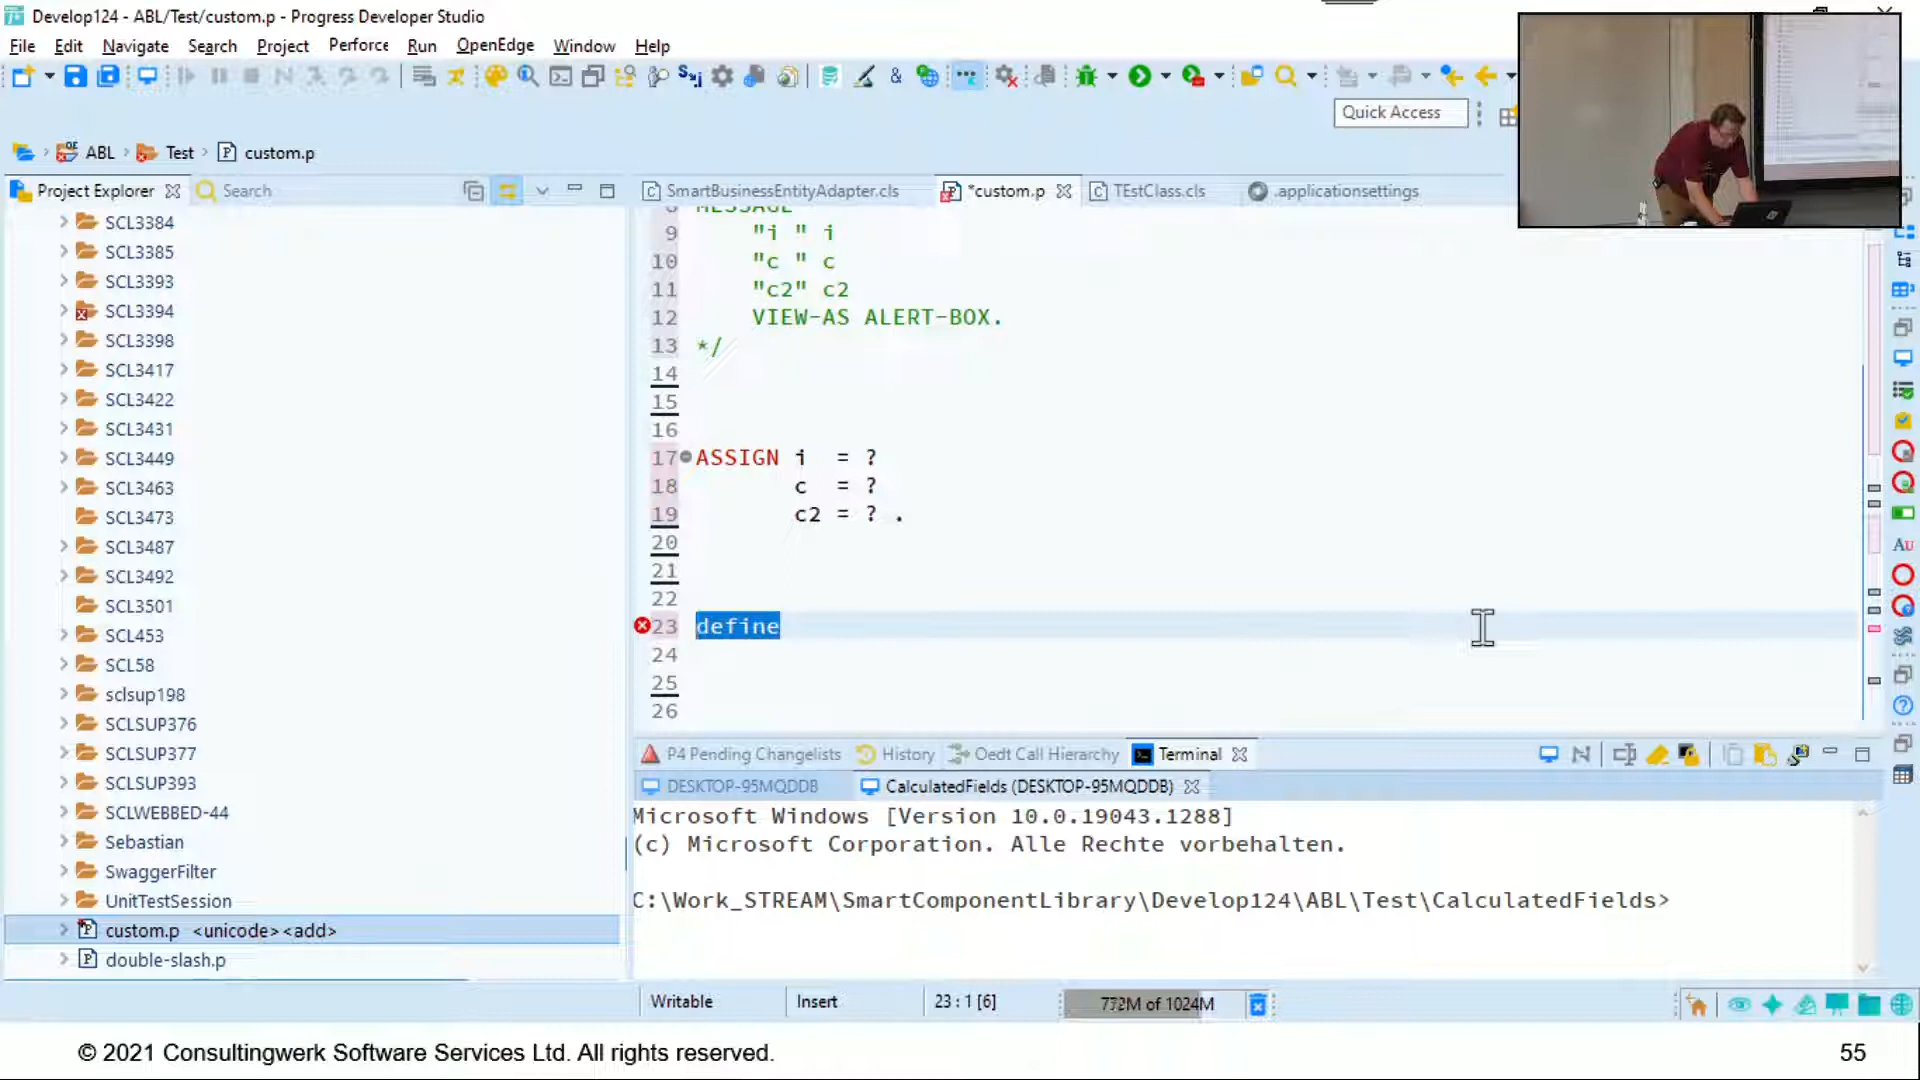 Develop124 - ABL/Test/custom.p - Progress Developer Studio
File Edit Navigate Search Project Perforce Run OpenEdge Window Help
Quick Access
ABL Test custom.p
Project Explorer Search
SmartBusinessEntityAdapter.cls *custom.p TEstClass.cls .applicationsettings
SCL3384
SCL3385
SCL3393
SCL3394
SCL3398
SCL3417
SCL3422
SCL3431
SCL3449
SCL3463
SCL3473
SCL3487
SCL3492
SCL3501
SCL453
SCL58
sclsup198
SCLSUP376
SCLSUP377
SCLSUP393
SCLWEBBED-44
Sebastian
SwaggerFilter
UnitTestSession
custom.p <unicode><add>
double-slash.p
8 MESSAGE
9 "i " i
10 "c " c
11 "c2" c2
12 VIEW-AS ALERT-BOX.
13 */
14
15
16
17 ASSIGN i = ?
18 c = ?
19 c2 = ? .
20
21
22
23 define
24
25
26
P4 Pending Changelists History Oedt Call Hierarchy Terminal
DESKTOP-95MQDDB CalculatedFields (DESKTOP-95MQDDB)
Microsoft Windows [Version 10.0.19043.1288]
(c) Microsoft Corporation. Alle Rechte vorbehalten.
C:\Work_STREAM\SmartComponentLibrary\Develop124\ABL\Test\CalculatedFields>
Writable Insert 23 : 1 [6] 772M of 1024M
© 2021 Consultingwerk Software Services Ltd. All rights reserved.
55